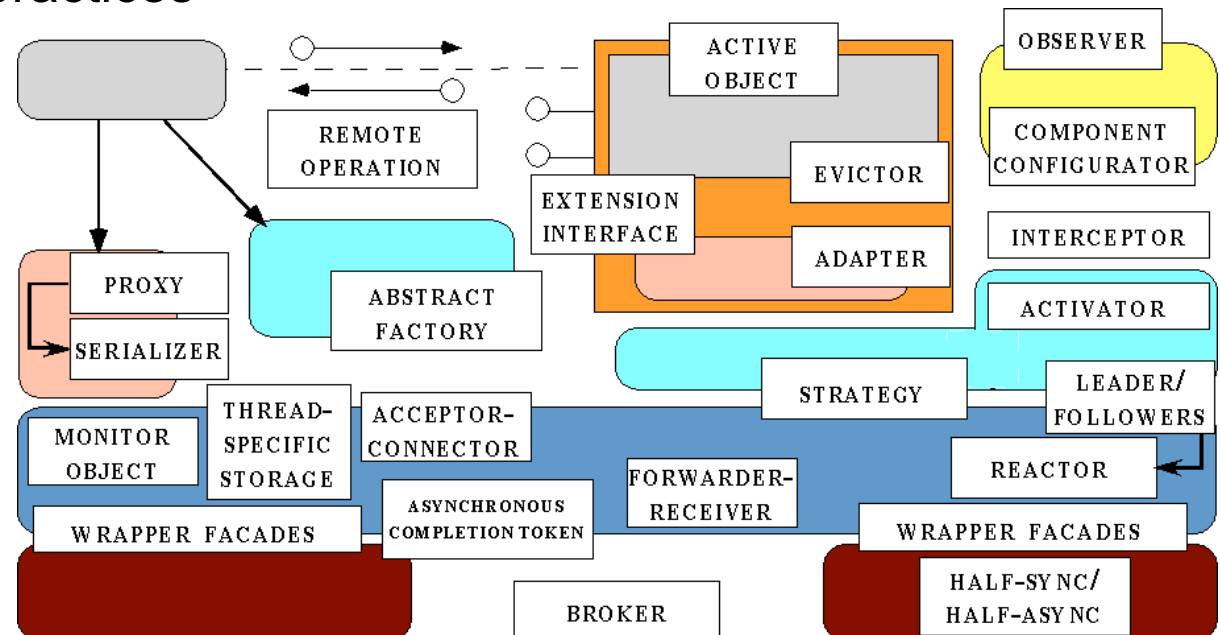 practices
OBSERVER
ACTIVE
OBJECT
REMOTE
OPERATION
COMPONENT
CONFIGURATOR
EVICTOR
EXTENSION
INTERFACE
INTERCEPTOR
ADAPTER
PROXY
ABSTRACT
FACTORY
ACTIVATOR
SERIALIZER
STRATEGY
LEADER/
FOLLOWERS
THREAD-
SPECIFIC
STORAGE
ACCEPTOR-
CONNECTOR
MONITOR
OBJECT
REACTOR
FORWARDER-
RECEIVER
ASYNCHRONOUS
COMPLETION TOKEN
WRAPPER FACADES
WRAPPER FACADES
HALF-SYNC/
HALF-ASYNC
BROKER